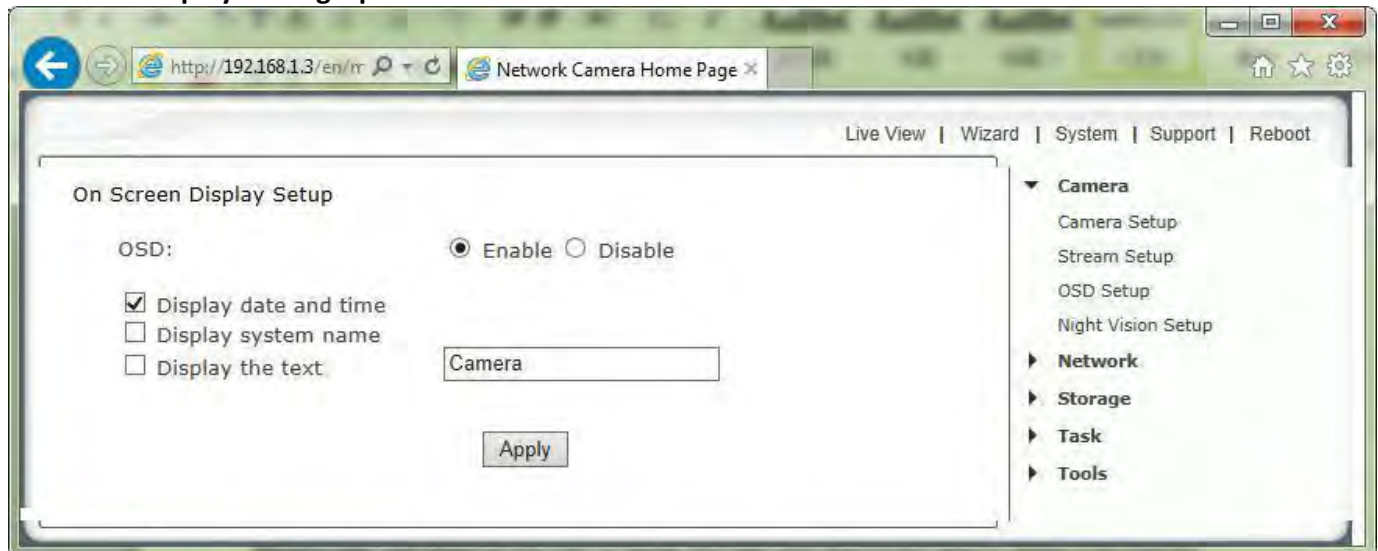 http://192.168.1.3/en/m
Network Camera Home Page
Live View | Wizard | System | Support | Reboot
On Screen Display Setup
OSD:
Enable
Disable
Display date and time
Display system name
Display the text
Camera
Apply
Camera
Camera Setup
Stream Setup
OSD Setup
Night Vision Setup
Network
Storage
Task
Tools